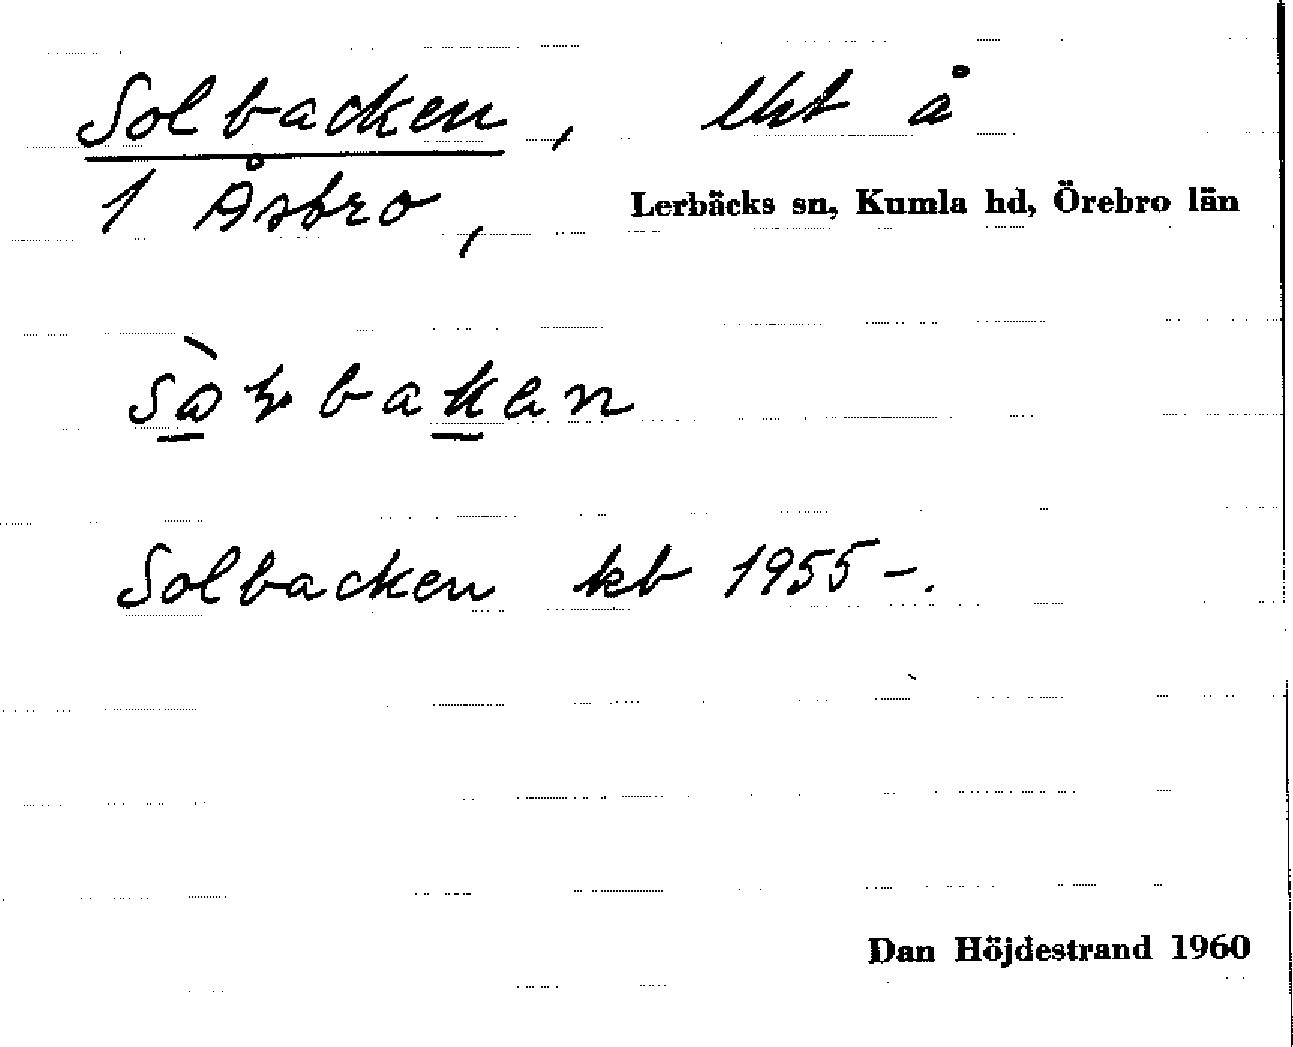 Solbacken, lht å
1 Åsbro, Lerbäcks sn, Kumla hd, Örebro län
Solbacken kb 1955-.
Dan Höjdestrand 1960